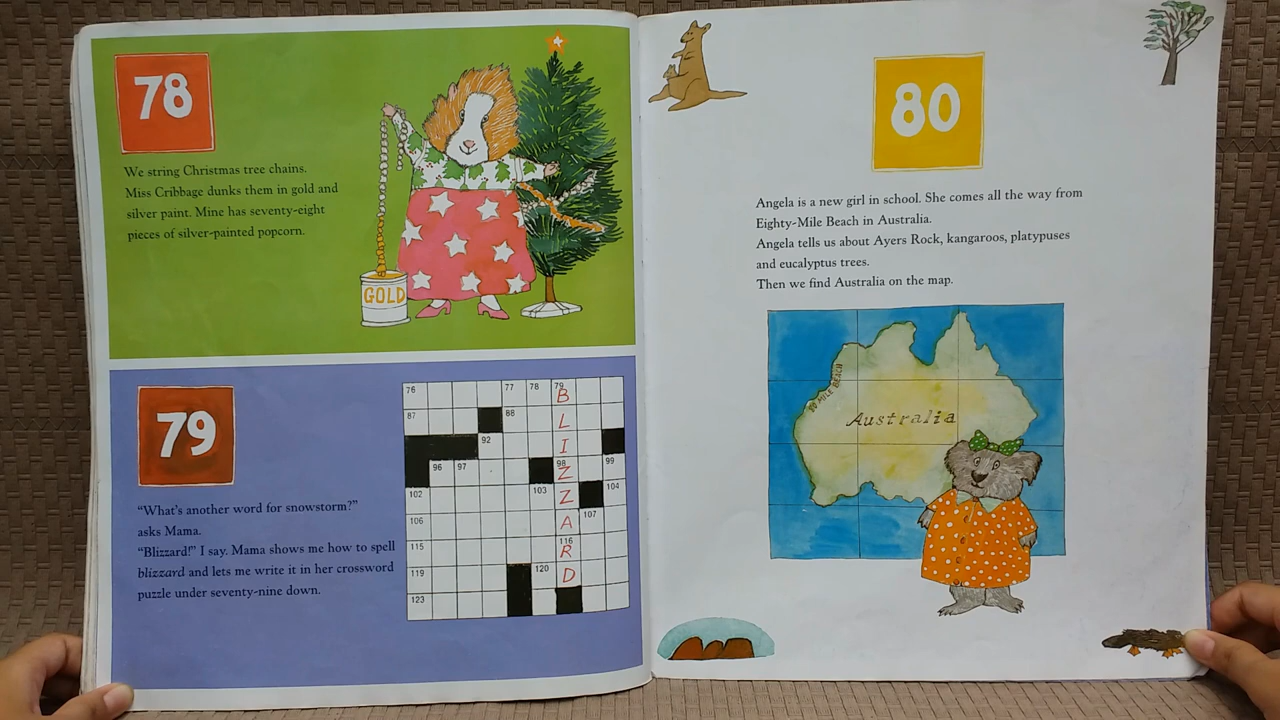 78
We string Christmas tree chains.
Miss Cribbage dunks them in gold and
silver paint. Mine has seventy-eight
pieces of silver-painted popcorn.
GOLD
79
“What’s another word for snowstorm?”
asks Mama.
“Blizzard!” I say. Mama shows me how to spell
blizzard and lets me write it in her crossword
puzzle under seventy-nine down.
76 77 78 79
B
87 88
L
92
I
96 97 98 99
Z
102 103 104
Z
106 107
A
115 116
R
119 120
D
123
80
Angela is a new girl in school. She comes all the way from
Eighty-Mile Beach in Australia.
Angela tells us about Ayers Rock, kangaroos, platypuses
and eucalyptus trees.
Then we find Australia on the map.
80 MILE BEACH
Australia